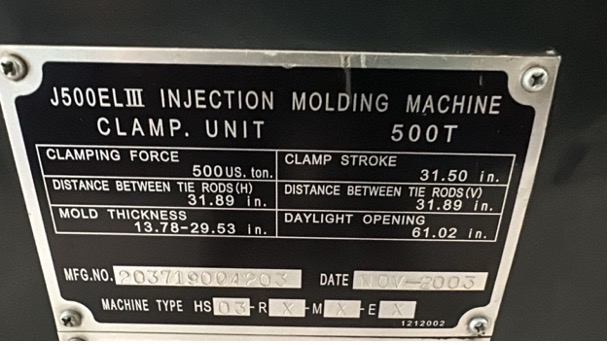 J500ELIII INJECTION MOLDING MACHINE
CLAMP. UNIT 500T
CLAMPING FORCE CLAMP STROKE
500US. ton. 31.50 in.
DISTANCE BETWEEN TIE RODS(H) DISTANCE BETWEEN TIE RODS(V)
31.89 in. 31.89 in.
MOLD THICKNESS DAYLIGHT OPENING
13.78-29.53 in. 61.02 in.
MFG.NO. 203719004203 DATE NOV-2003
MACHINE TYPE HS 03-R X-M X-E X
1212002